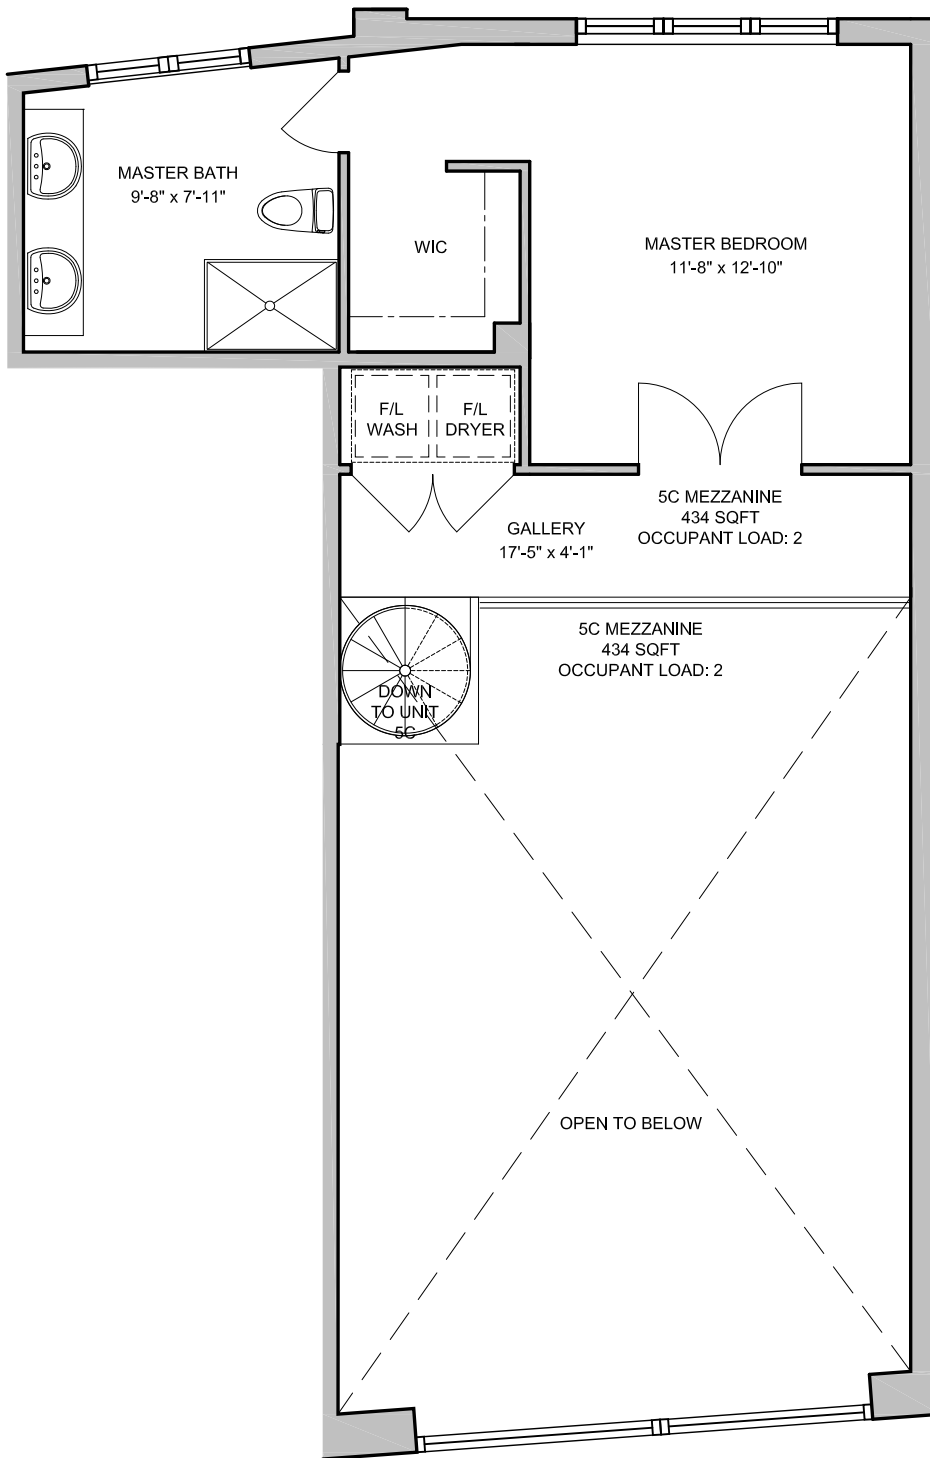 MASTER BATH
9'-8" x 7'-11"
WIC
MASTER BEDROOM
11'-8" x 12'-10"
F/L
WASH
F/L
DRYER
5C MEZZANINE
434 SQFT
OCCUPANT LOAD: 2
GALLERY
17'-5" x 4'-1"
5C MEZZANINE
434 SQFT
OCCUPANT LOAD: 2
DOWN
TO UNIT
5C
OPEN TO BELOW